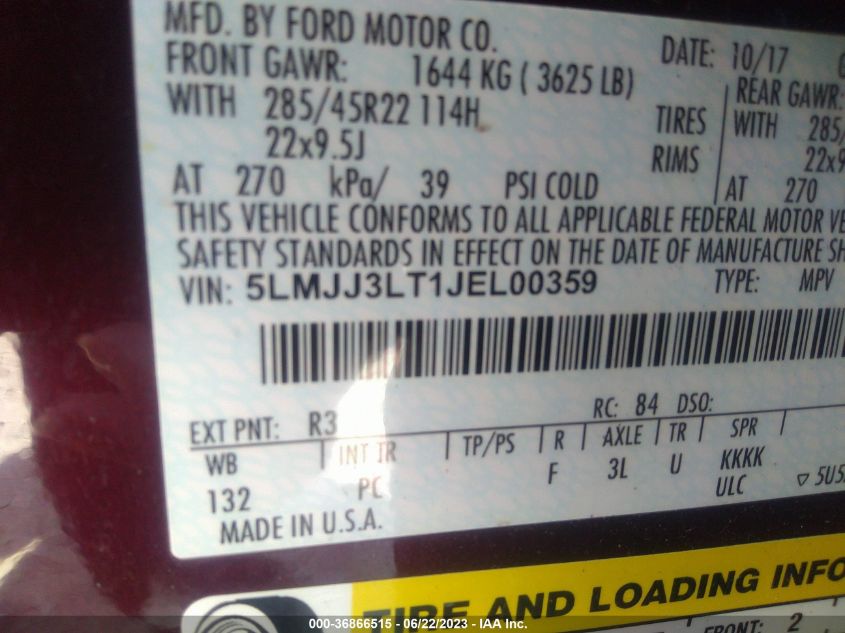 MFD. BY FORD MOTOR CO.
DATE: 10/17
FRONT GAWR: 1644 KG ( 3625 LB)
REAR GAWR:
WITH 285/45R22 114H TIRES
WITH 285/
22x9.5J RIMS
22x9
AT 270 kPa/ 39 PSI COLD
AT 270
THIS VEHICLE CONFORMS TO ALL APPLICABLE FEDERAL MOTOR VE
SAFETY STANDARDS IN EFFECT ON THE DATE OF MANUFACTURE SH
VIN: 5LMJJ3LT1JEL00359 TYPE: MPV
EXT PNT: R3 RC: 84 DSO:
WB INT TR TP/PS R AXLE TR SPR
132 PC F 3L U KKKK
ULC 5U5
MADE IN U.S.A.
TIRE AND LOADING INFO
FRONT: 2
000-36866515 - 06/22/2023 - IAA Inc.